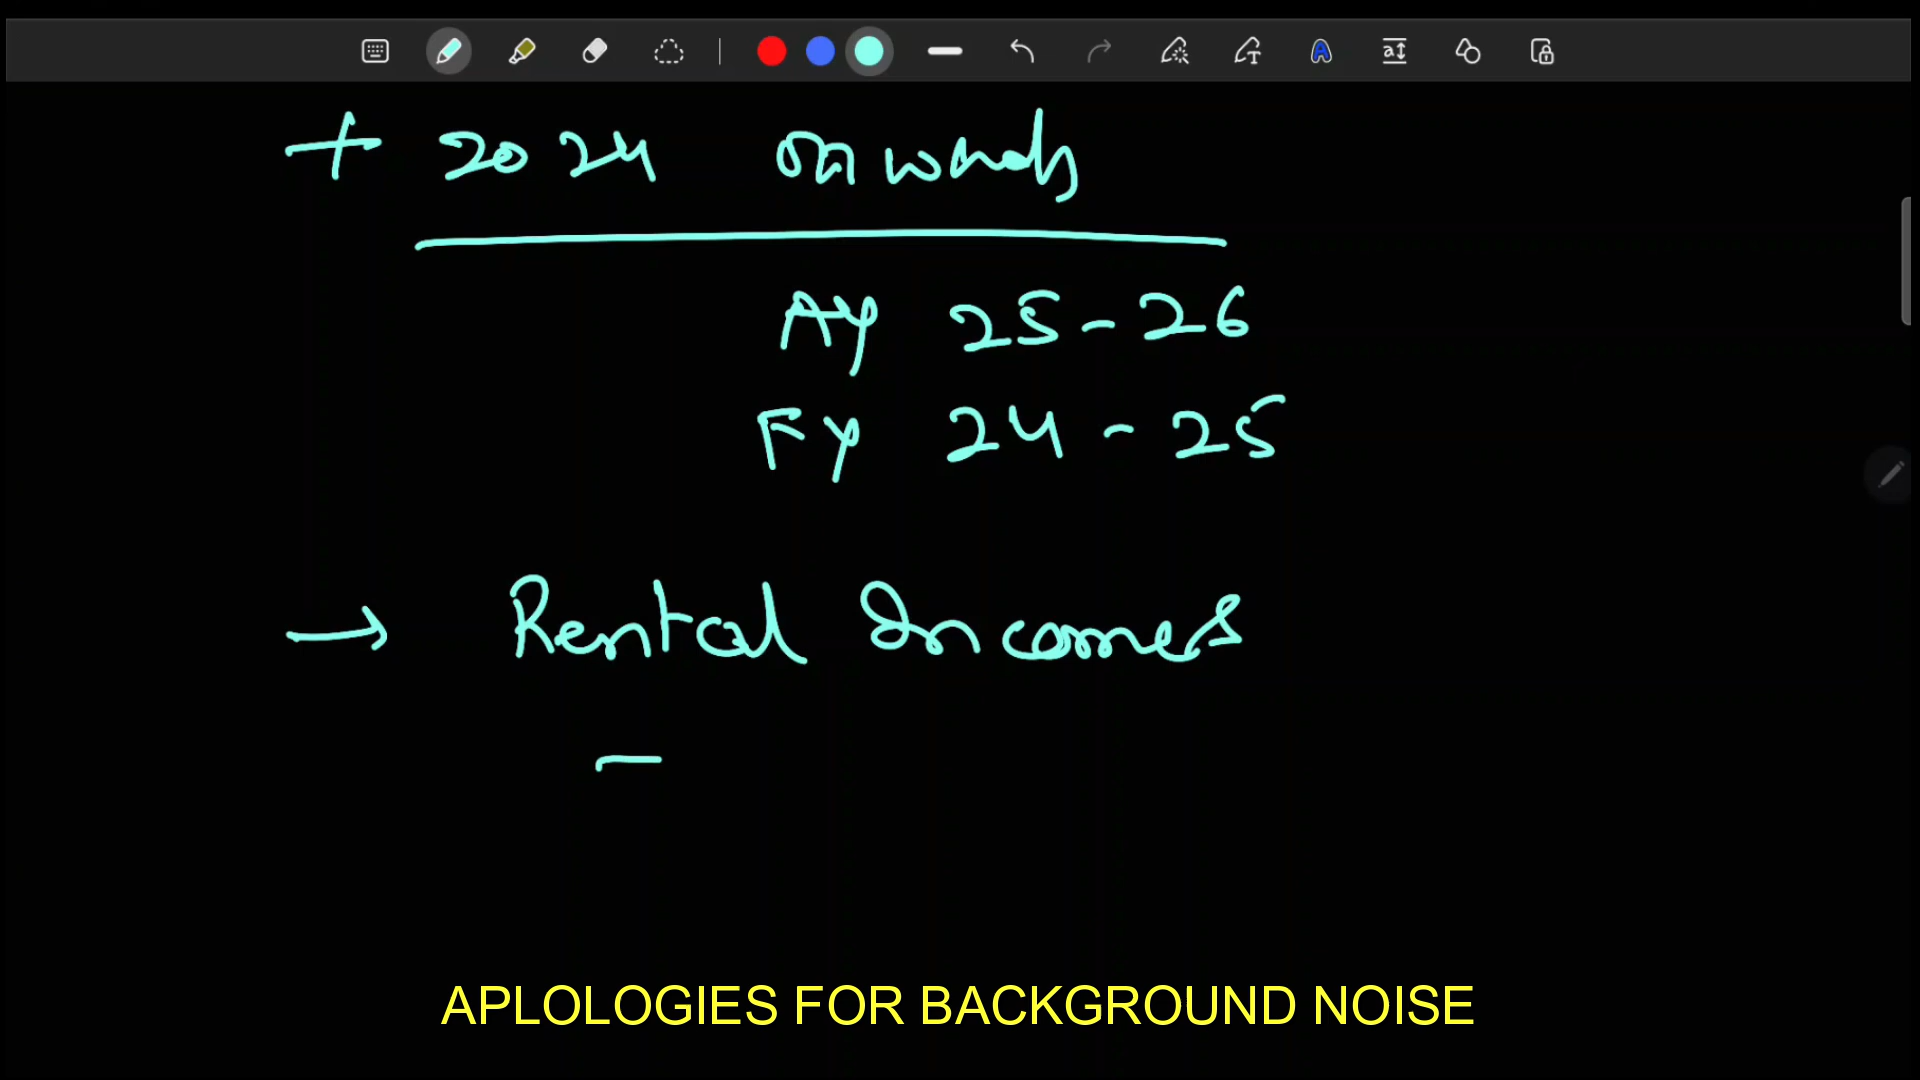 + 2024 onwards
AY 25-26
FY 24-25
→ Rental Incomes
-
APLOLOGIES FOR BACKGROUND NOISE